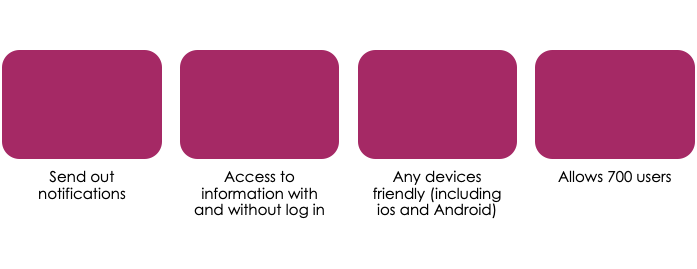 Send out
notifications
Access to
information with
and without log in
Any devices
friendly (including
ios and Android)
Allows 700 users